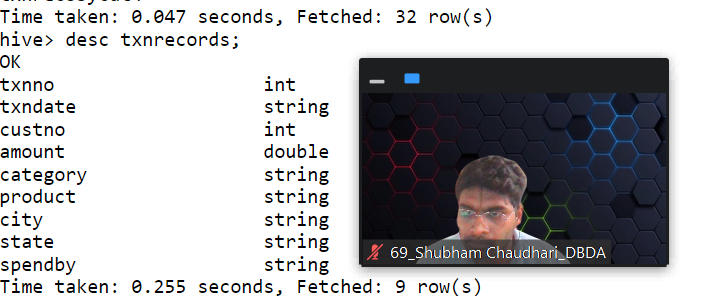 Time taken: 0.047 seconds, Fetched: 32 row(s)
hive> desc txnrecords;
OK
txnno int
txndate string
custno int
amount double
category string
product string
city string
state string
spendby string
Time taken: 0.255 seconds, Fetched: 9 row(s)
69_Shubham Chaudhari_DBDA